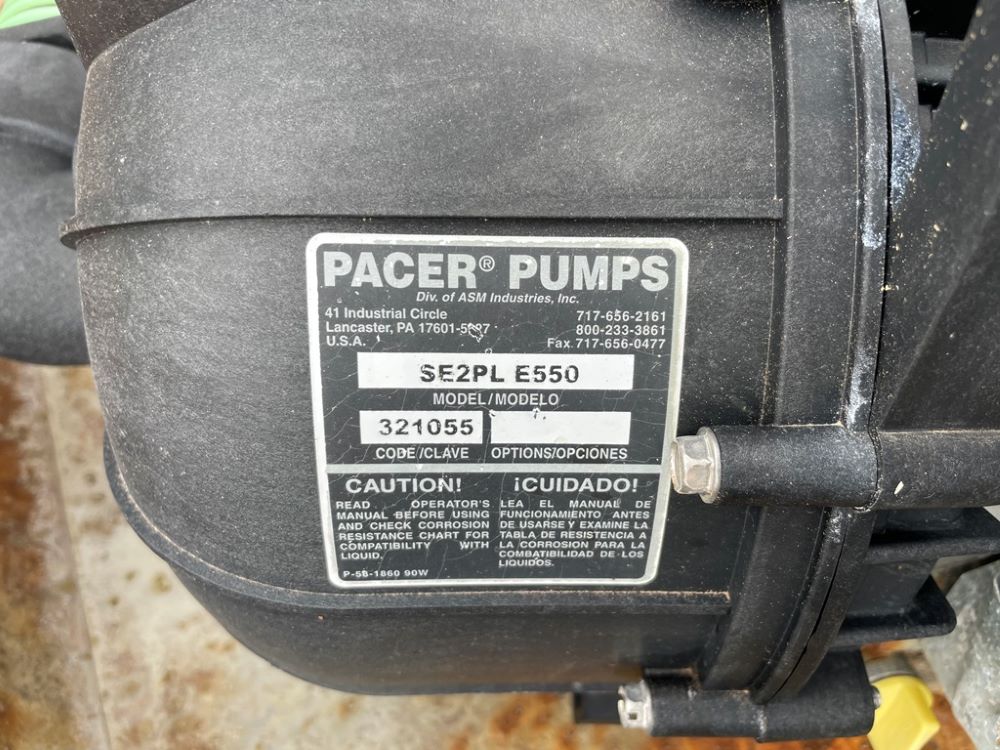 PACER® PUMPS
Div. of ASM Industries, Inc.
41 Industrial Circle 717-656-2161
Lancaster, PA 800-233-3861
U.S.A. Fax 717-656-0477
SE2PL E550
MODEL/MODELO
321055
CODE/CLAVE OPTIONS/OPCIONES
CAUTION!
READ OPERATOR'S
MANUAL BEFORE USING
AND CHECK CORROSION
RESISTANCE CHART FOR
COMPATIBILITY WITH
LIQUID.
¡CUIDADO!
LEA EL MANUAL DE
FUNCIONAMIENTO ANTES
DE USARSE Y EXAMINE LA
TABLA DE RESISTENCIA A
LA CORROSION PARA LA
COMBATIBILIDAD DE LOS
LIQUIDOS.
P-58-1860 90W